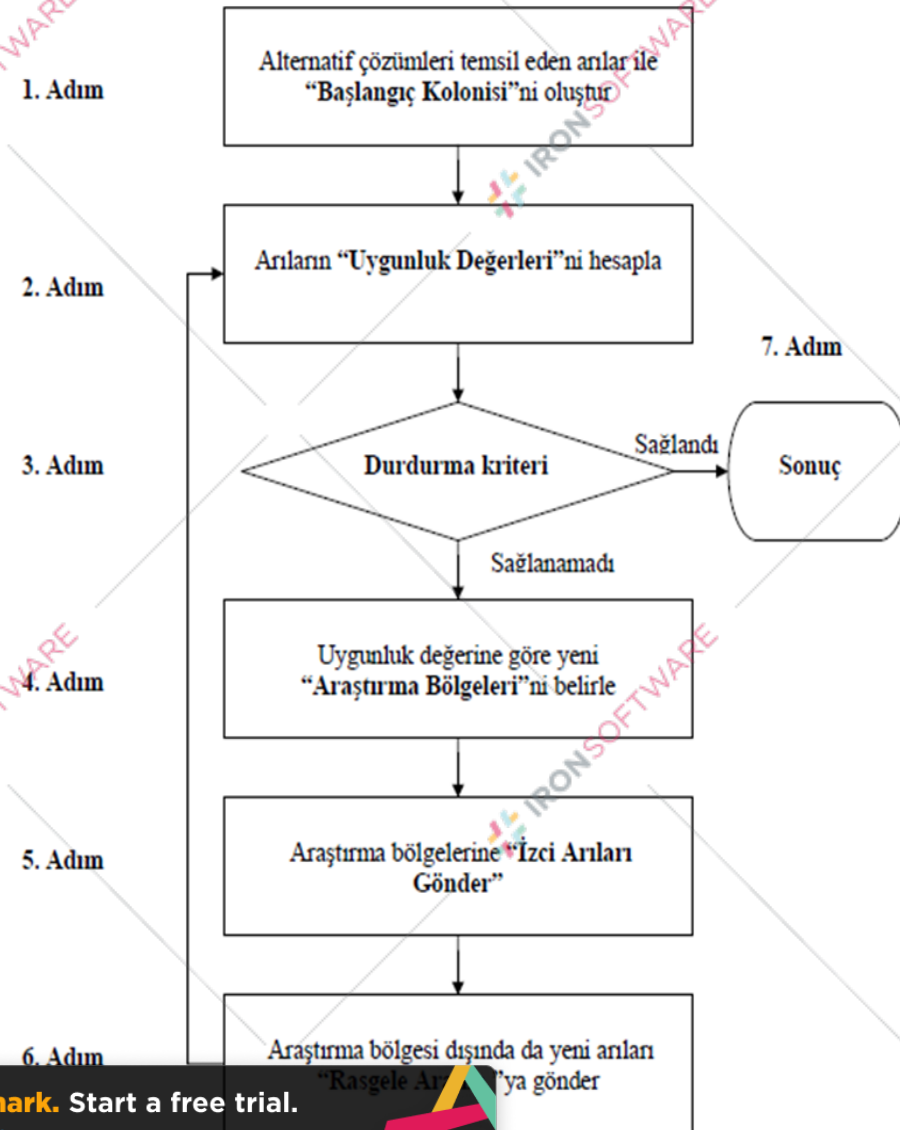 WARE
1. Adım
Alternatif çözümleri temsil eden arılar ile
“Başlangıç Kolonisi”ni oluştur
IRONSOFTWARE
2. Adım
Arıların “Uygunluk Değerleri”ni hesapla
7. Adım
3. Adım
Durdurma kriteri
Sağlandı
Sonuç
Sağlanamadı
WARE
4. Adım
Uygunluk değerine göre yeni
“Araştırma Bölgeleri”ni belirle
IRONSOFTWARE
5. Adım
Araştırma bölgelerine “İzci Arıları
Gönder”
6. Adım
Araştırma bölgesi dışında da yeni arıları
“Rasgele ”ya gönder
mark. Start a free trial.